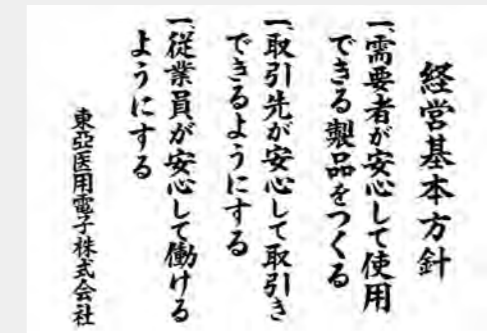 経営基本方針
一、需要者が安心して使用
できる製品をつくる
一、取引先が安心して取引き
できるようにする
一、従業員が安心して働ける
ようにする
東亞医用電子株式会社